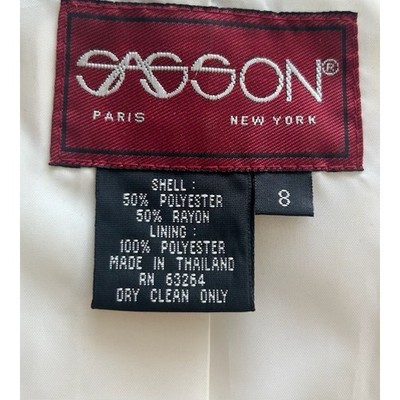 SASSON®
PARIS NEW YORK
SHELL :
50% POLYESTER
50% RAYON
LINING :
100% POLYESTER
MADE IN THAILAND
RN 63264
DRY CLEAN ONLY
8